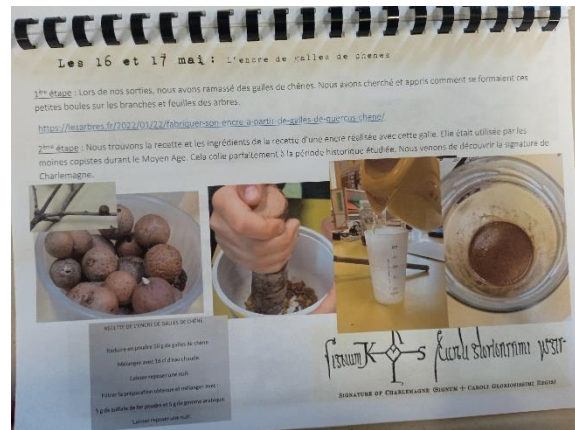 Les 16 et 17 mai : L'encre de galles de chênes
1ère étape : Lors de nos sorties, nous avons ramassé des galles de chênes. Nous avons cherché et appris comment se formaient ces
petites boules sur les branches et feuilles des arbres.
https://lesarbres.fr/2022/01/22/fabriquer-son-encre-a-partir-de-galles-de-quercus-chene/
2ème étape : Nous trouvons la recette et les ingrédients de la recette d'une encre réalisée avec cette galle. Elle était utilisée par les
moines copistes durant le Moyen Age. Cela colle parfaitement à la période historique étudiée. Nous venons de découvrir la signature de
Charlemagne.
RECETTE DE L'ENCRE DE GALLES DE CHÊNE
Réduire en poudre 16 g de galles de chêne
Mélanger avec 16 cl d'eau chaude.
Laisser reposer une nuit.
Filtrer la préparation obtenue et mélanger avec :
5 g de sulfate de fer poudre et 5 g de gomme arabique.
Laisser reposer une nuit.
K S
SIGNATURE OF CHARLEMAGNE (SIGNUM + CAROLI GLORIOSISSIMI REGIS)